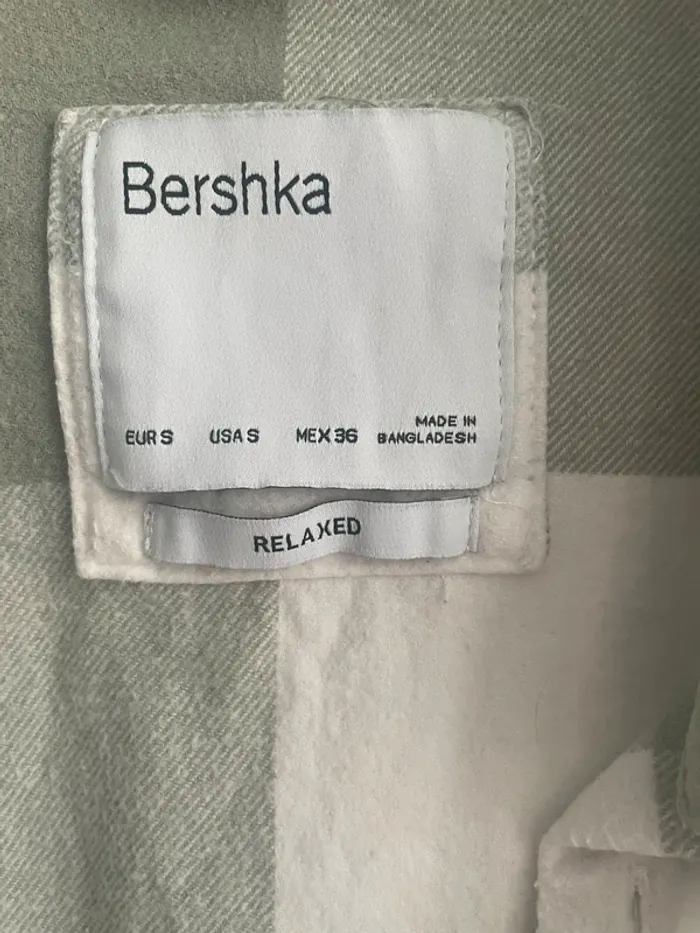 Bershka
EUR S USA S MEX 36 MADE IN BANGLADESH
RELAXED